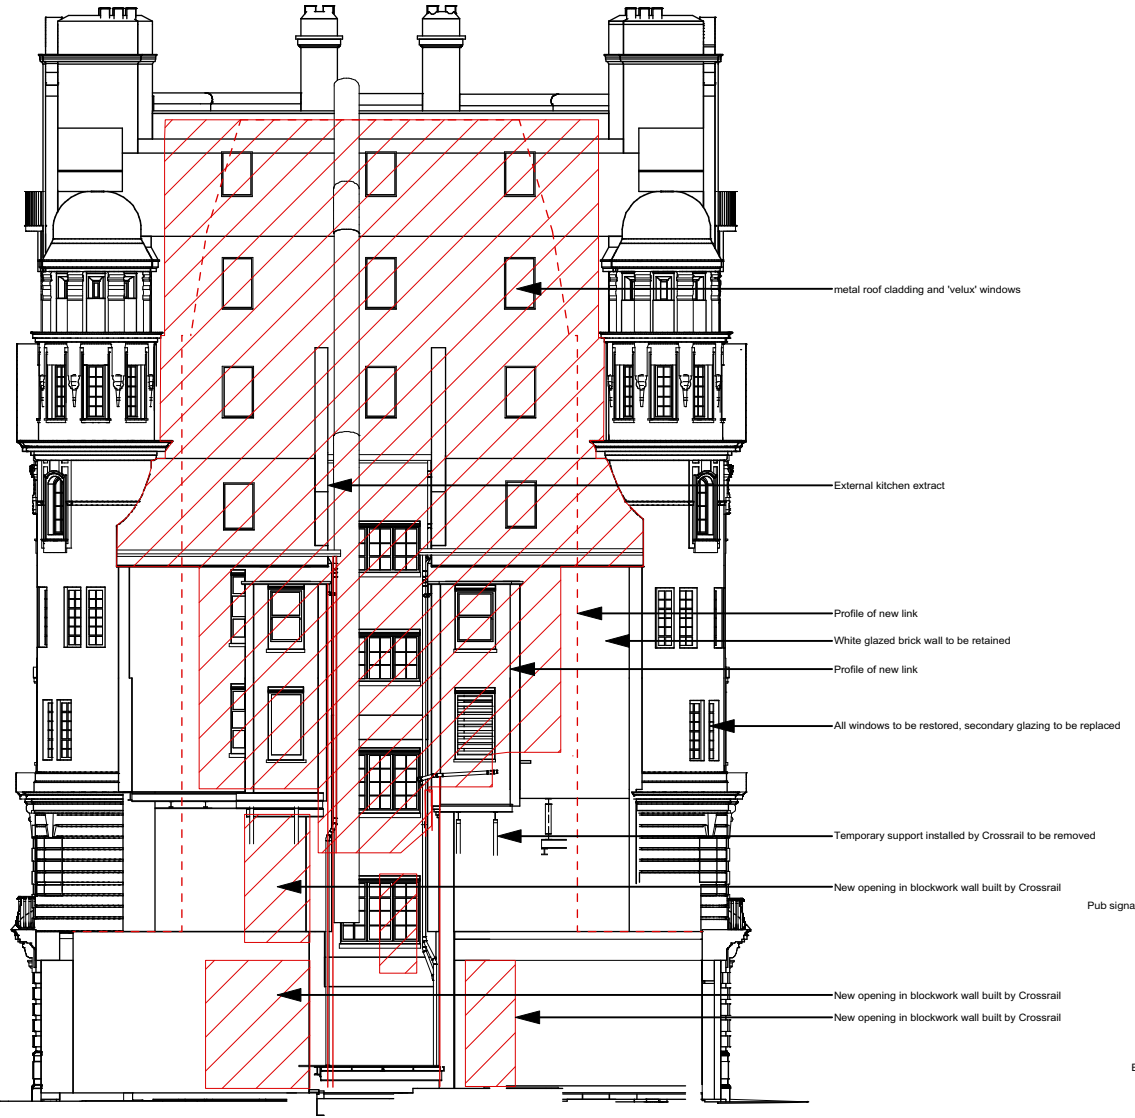 metal roof cladding and 'velux' windows
External kitchen extract
Profile of new link
White glazed brick wall to be retained
Profile of new link
All windows to be restored, secondary glazing to be replaced
Temporary support installed by Crossrail to be removed
New opening in blockwork wall built by Crossrail
Pub signa
New opening in blockwork wall built by Crossrail
New opening in blockwork wall built by Crossrail